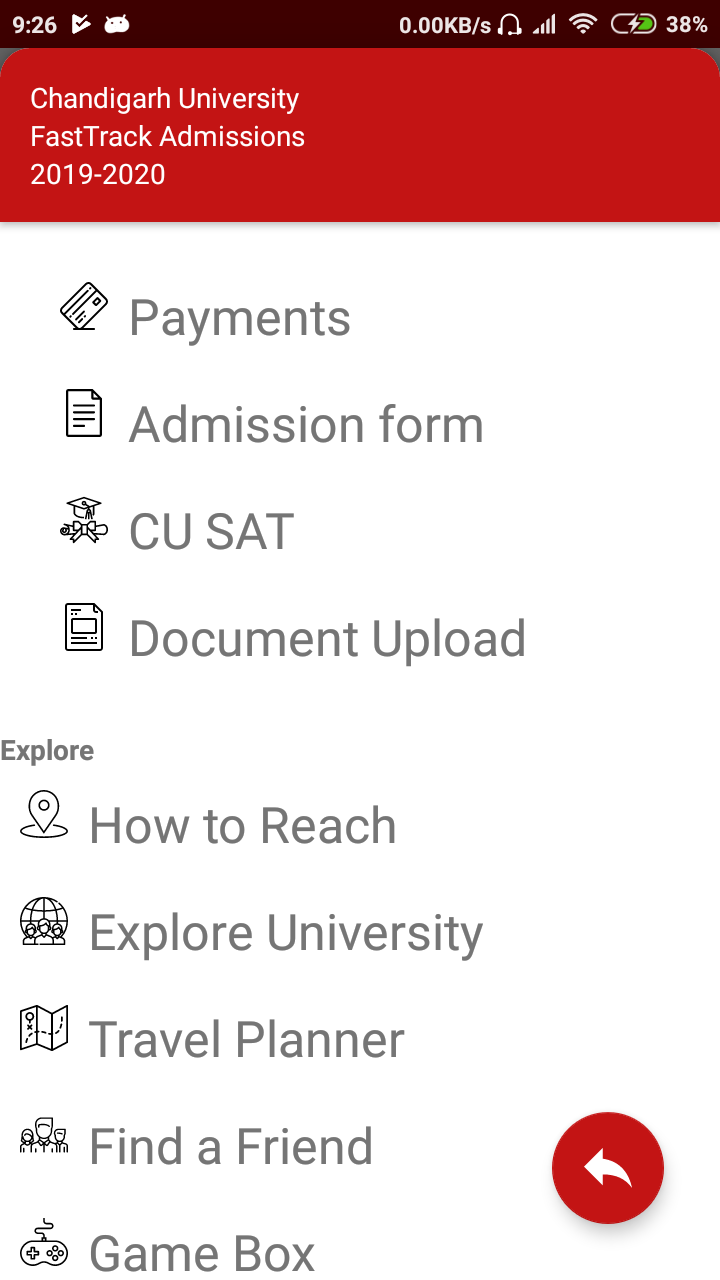 9:26 0.00KB/s 38%
Chandigarh University
FastTrack Admissions
2019-2020
Payments
Admission form
CU SAT
Document Upload
Explore
How to Reach
Explore University
Travel Planner
Find a Friend
Game Box